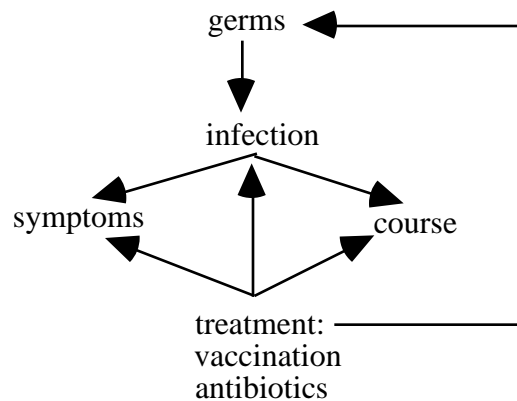 germs
infection
symptoms
course
treatment:
vaccination
antibiotics